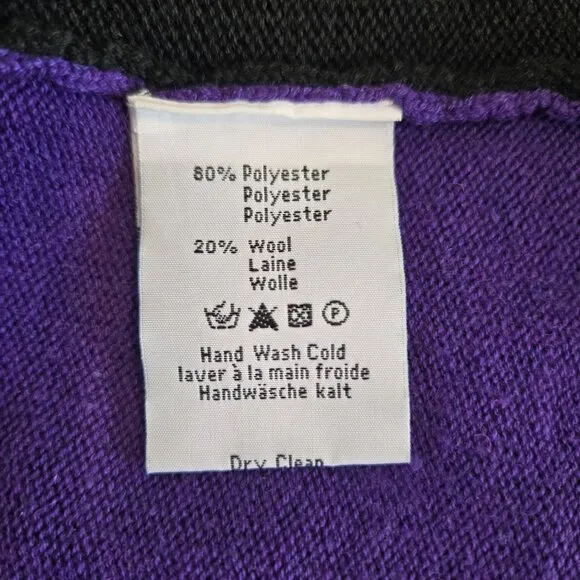 80% Polyester
Polyester
Polyester
20% Wool
Laine
Wolle
P
Hand Wash Cold
laver à la main froide
Handwäsche kalt
Dry Clean